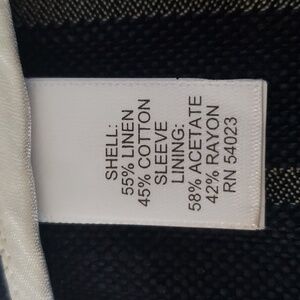 SHELL:
55% LINEN
45% COTTON
SLEEVE
LINING:
58% ACETATE
42% RAYON
RN 54023